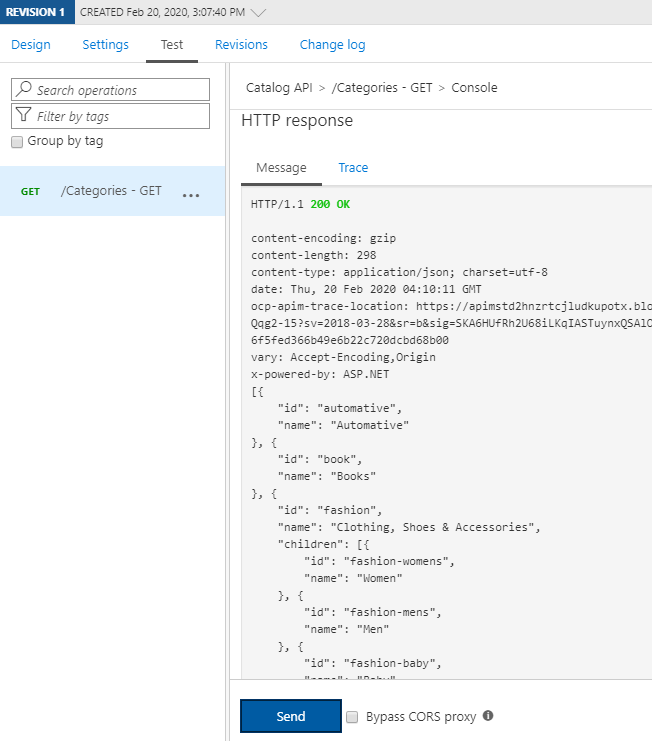 REVISION 1 CREATED Feb 20, 2020, 3:07:40 PM
Design Settings Test Revisions Change log
Search operations
Filter by tags
Group by tag
GET /Categories - GET ...
Catalog API > /Categories - GET > Console
HTTP response
Message Trace
HTTP/1.1 200 OK
content-encoding: gzip
content-length: 298
content-type: application/json; charset=utf-8
date: Thu, 20 Feb 2020 04:10:11 GMT
ocp-apim-trace-location: https://apimstd2hnzrtcjludkupotx.blo
Qqg2-15?sv=2018-03-28&sr=b&sig=SKA6HUfRh2U68iLKqIASTuynxQSAlO
6f5fed366b49e6b22c720dcbd68b00
vary: Accept-Encoding,Origin
x-powered-by: ASP.NET
[{
    "id": "automative",
    "name": "Automative"
}, {
    "id": "book",
    "name": "Books"
}, {
    "id": "fashion",
    "name": "Clothing, Shoes & Accessories",
    "children": [{
        "id": "fashion-womens",
        "name": "Women"
    }, {
        "id": "fashion-mens",
        "name": "Men"
    }, {
        "id": "fashion-baby",
        "name": "Baby"
Send Bypass CORS proxy